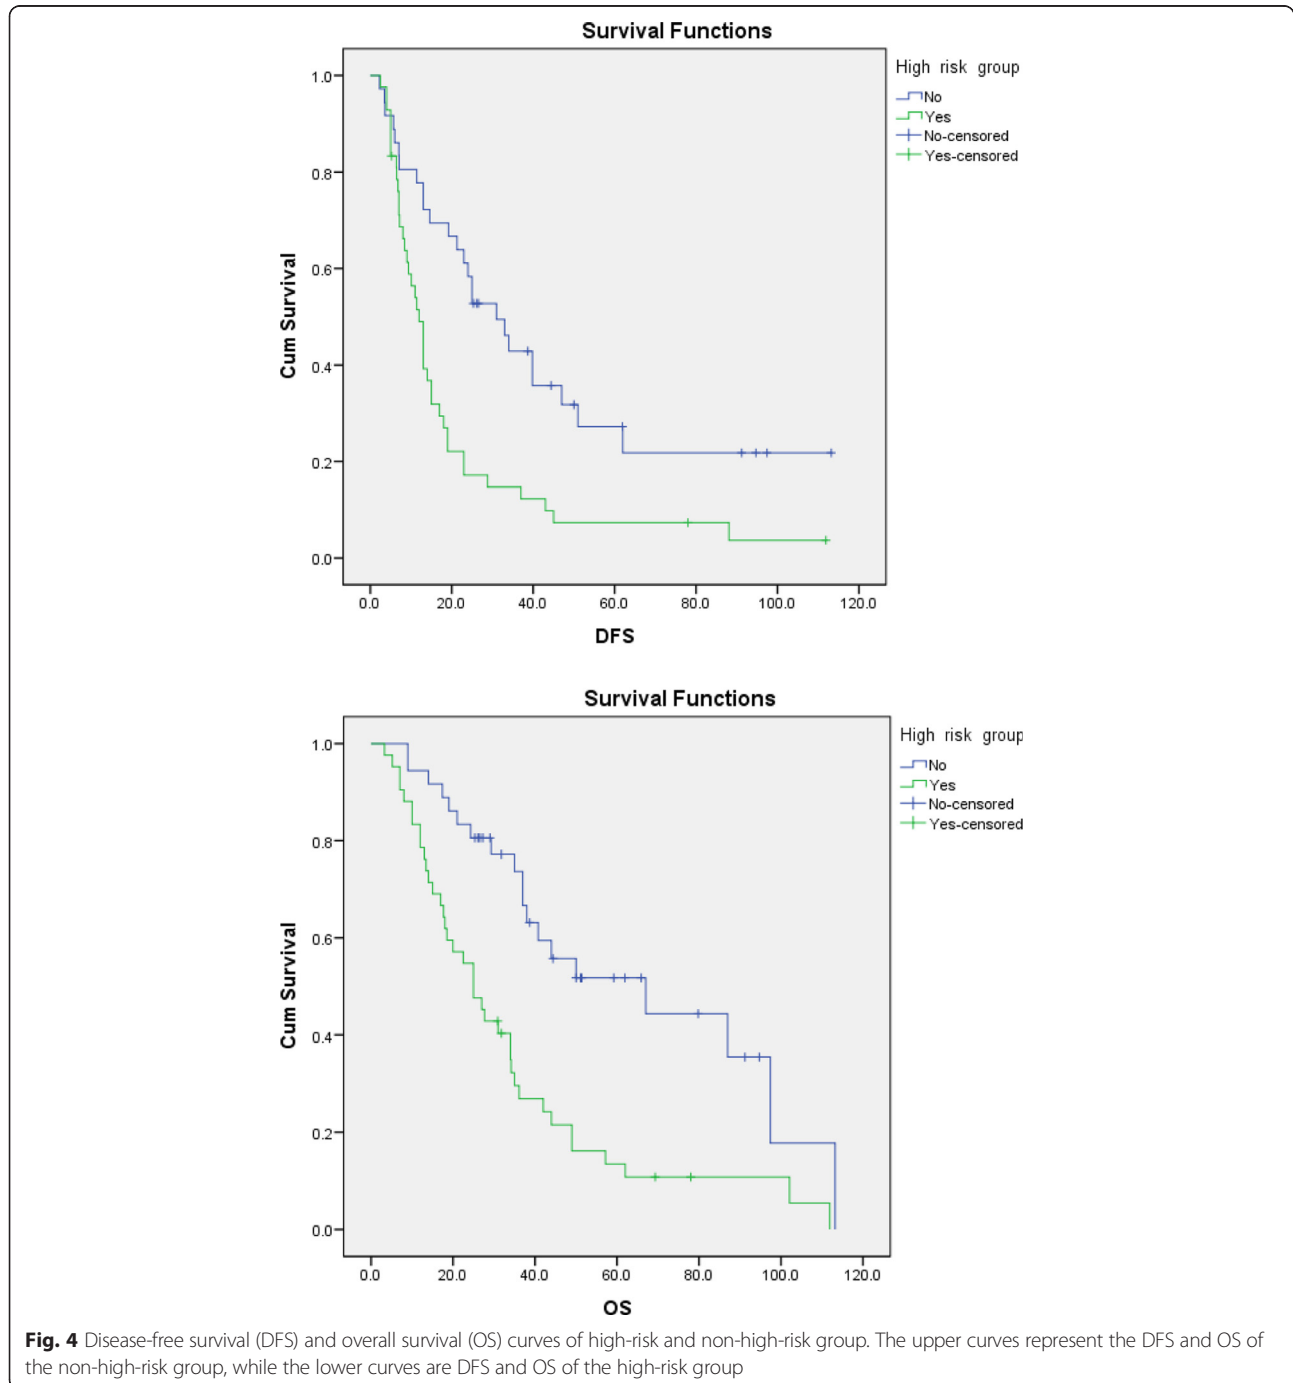 Survival Functions
High risk group
No
Yes
No-censored
Yes-censored
1.0
0.8
0.6
0.4
0.2
0.0
Cum Survival
0.0 20.0 40.0 60.0 80.0 100.0 120.0
DFS
Survival Functions
High risk group
No
Yes
No-censored
Yes-censored
1.0
0.8
0.6
0.4
0.2
0.0
Cum Survival
0.0 20.0 40.0 60.0 80.0 100.0 120.0
OS
Fig. 4 Disease-free survival (DFS) and overall survival (OS) curves of high-risk and non-high-risk group. The upper curves represent the DFS and OS of
the non-high-risk group, while the lower curves are DFS and OS of the high-risk group